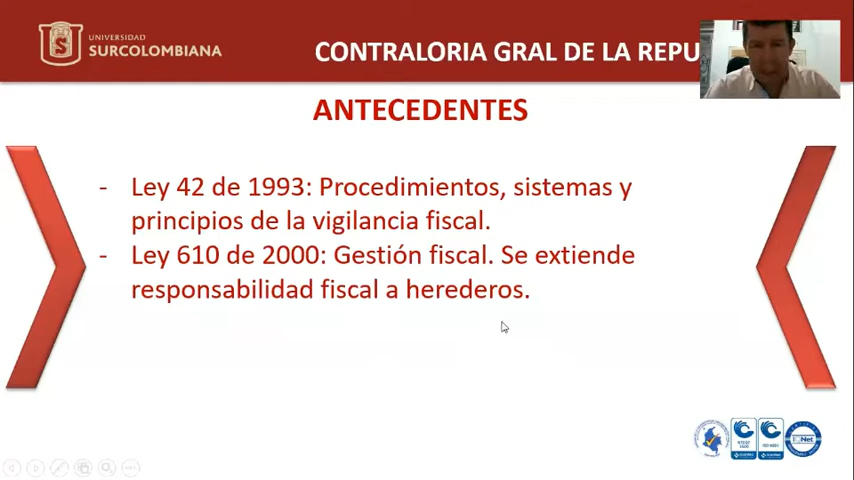 UNIVERSIDAD
SURCOLOMBIANA
CONTRALORIA GRAL DE LA REPU
ANTECEDENTES
- Ley 42 de 1993: Procedimientos, sistemas y
principios de la vigilancia fiscal.
- Ley 610 de 2000: Gestión fiscal. Se extiende
responsabilidad fiscal a herederos.